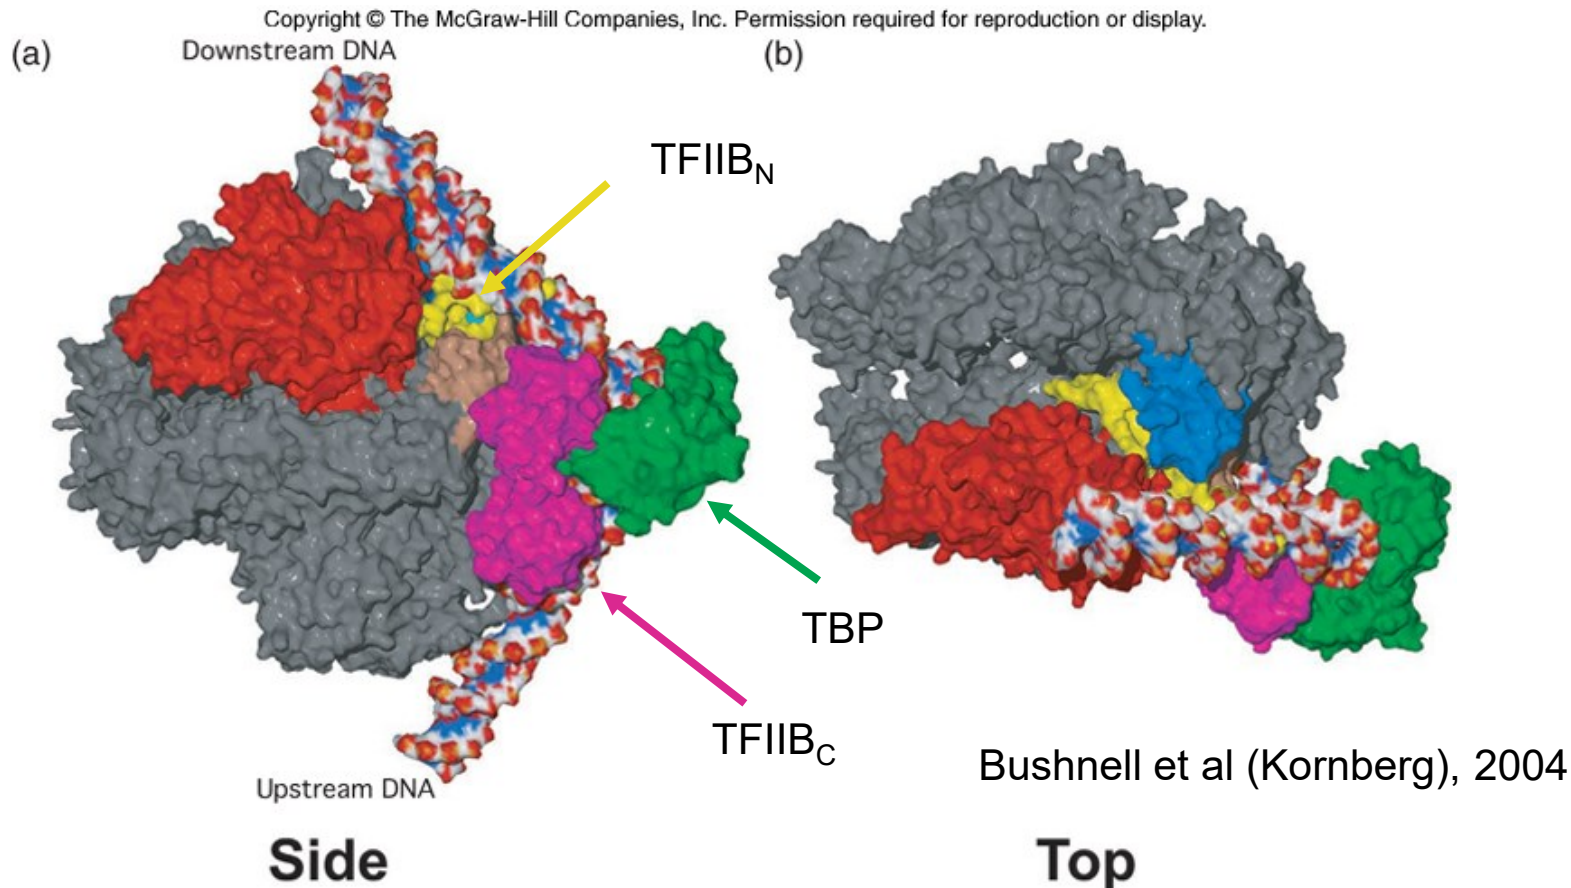 Copyright © The McGraw-Hill Companies, Inc. Permission required for reproduction or display.
(a)
Downstream DNA
(b)
TFIIBN
TBP
TFIIBC
Bushnell et al (Kornberg), 2004
Upstream DNA
Side
Top